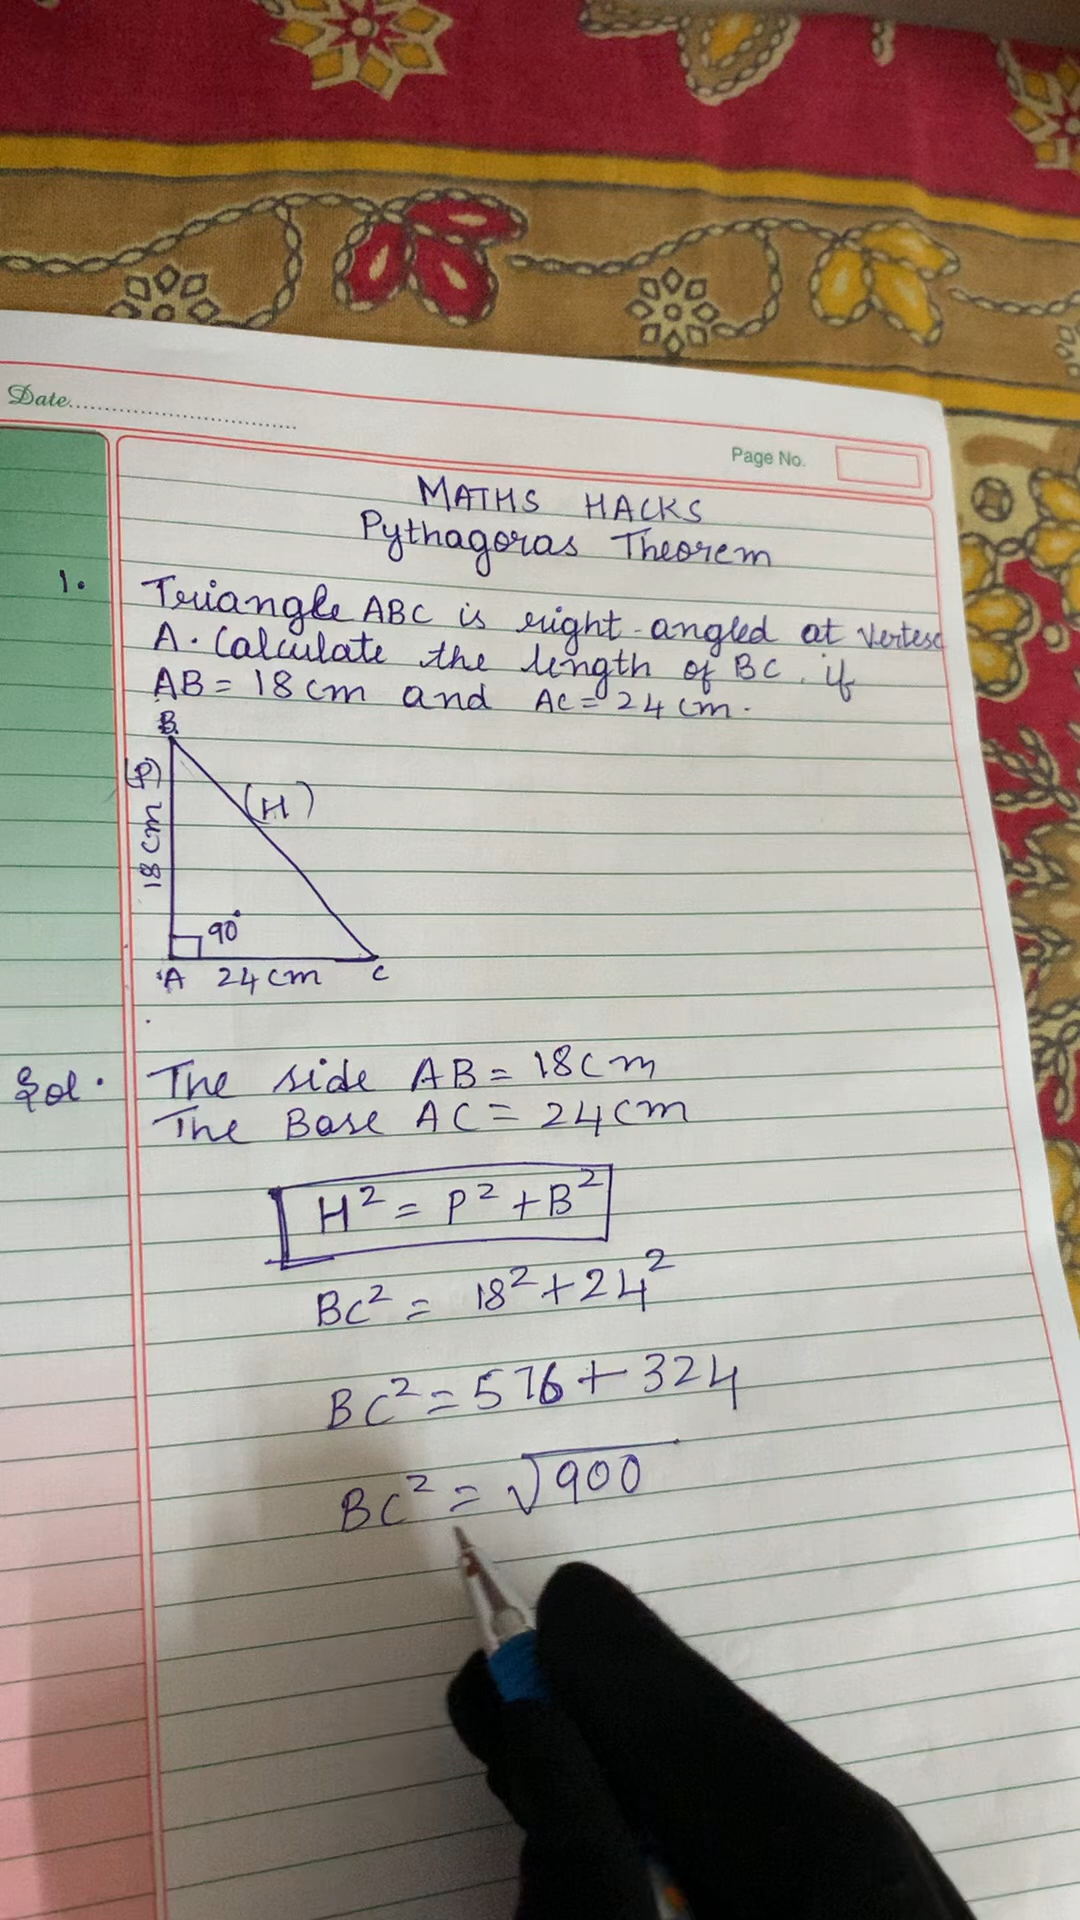 Date..............................
Page No.
MATHS HACKS
Pythagoras Theorem
1. Triangle ABC is right-angled at Vertex
A. Calculate the length of BC. if
AB = 18 cm and AC = 24 cm.
B
(P)
(H)
18 cm
90°
A 24 cm C
Sol. The side AB = 18 cm
The Base AC = 24 cm
H² = P² + B²
BC² = 18² + 24²
BC² = 576 + 324
BC² = √900